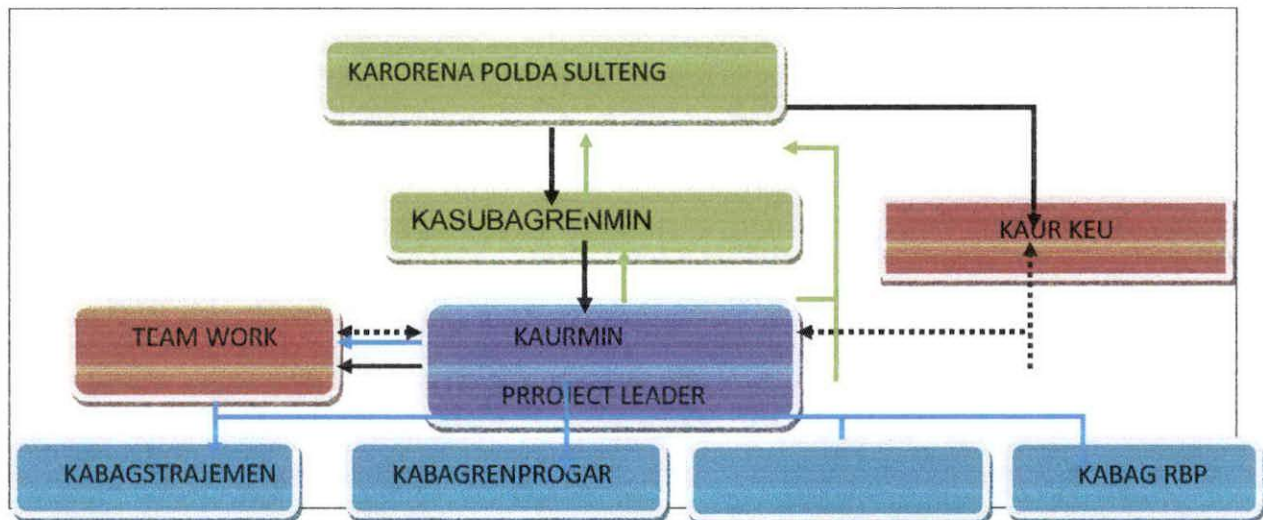 KARORENA POLDA SULTENG
KASUBAGRENMIN
KAUR KEU
TEAM WORK
KAURMIN
PRROJECT LEADER
KABAGSTRAJEMEN
KABAGRENPROGAR
KABAG RBP